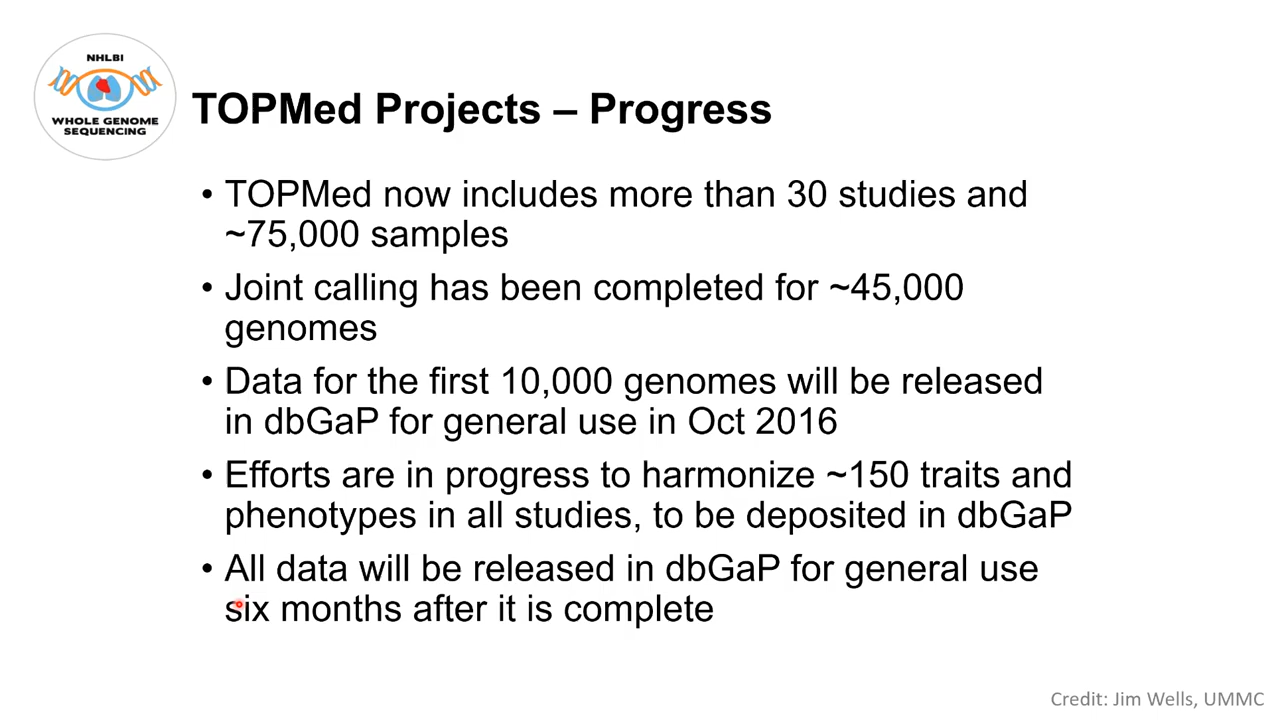 NHLBI
WHOLE GENOME
SEQUENCING
TOPMed Projects – Progress
• TOPMed now includes more than 30 studies and
~75,000 samples
• Joint calling has been completed for ~45,000
genomes
• Data for the first 10,000 genomes will be released
in dbGaP for general use in Oct 2016
• Efforts are in progress to harmonize ~150 traits and
phenotypes in all studies, to be deposited in dbGaP
• All data will be released in dbGaP for general use
six months after it is complete
Credit: Jim Wells, UMMC